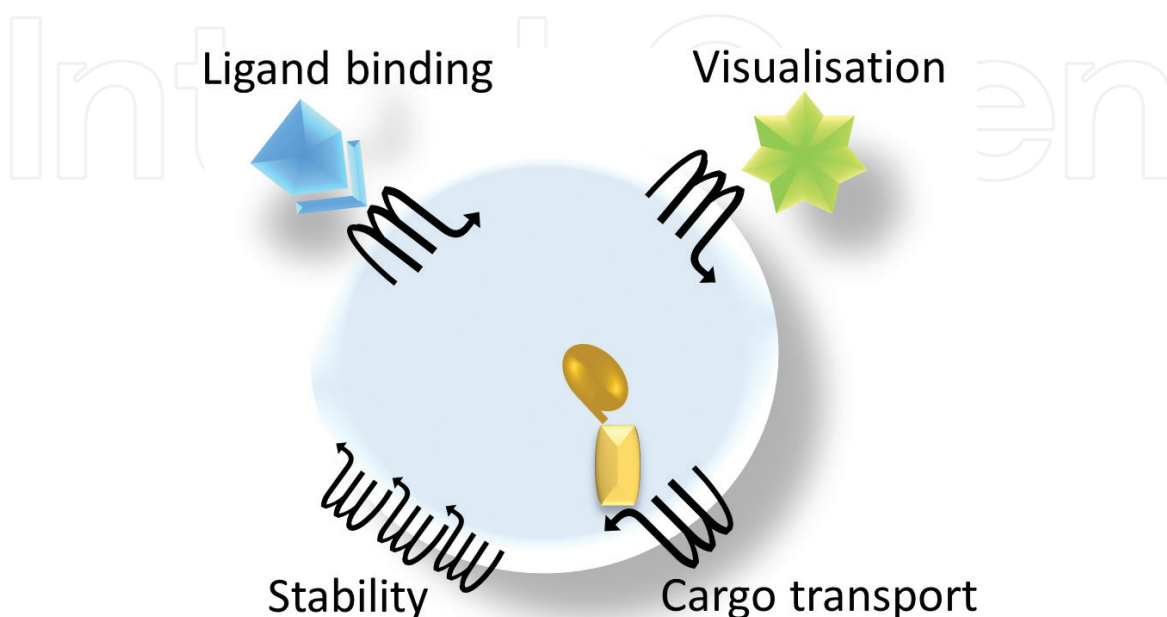 Ligand binding
Visualisation
Stability
Cargo transport